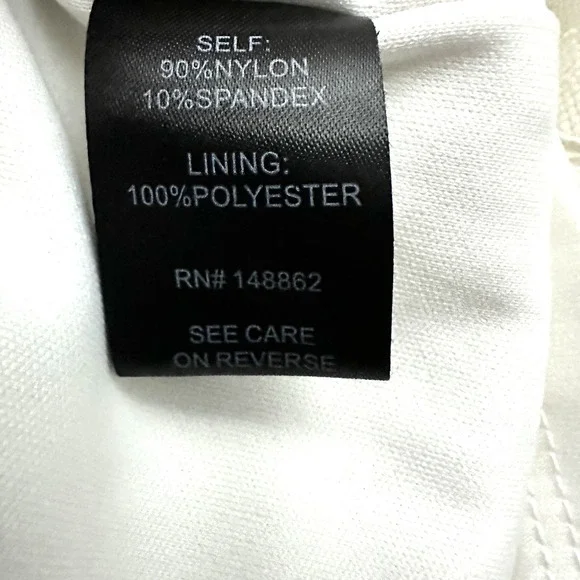 SELF:
90%NYLON
10%SPANDEX
LINING:
100%POLYESTER
RN# 148862
SEE CARE
ON REVERSE